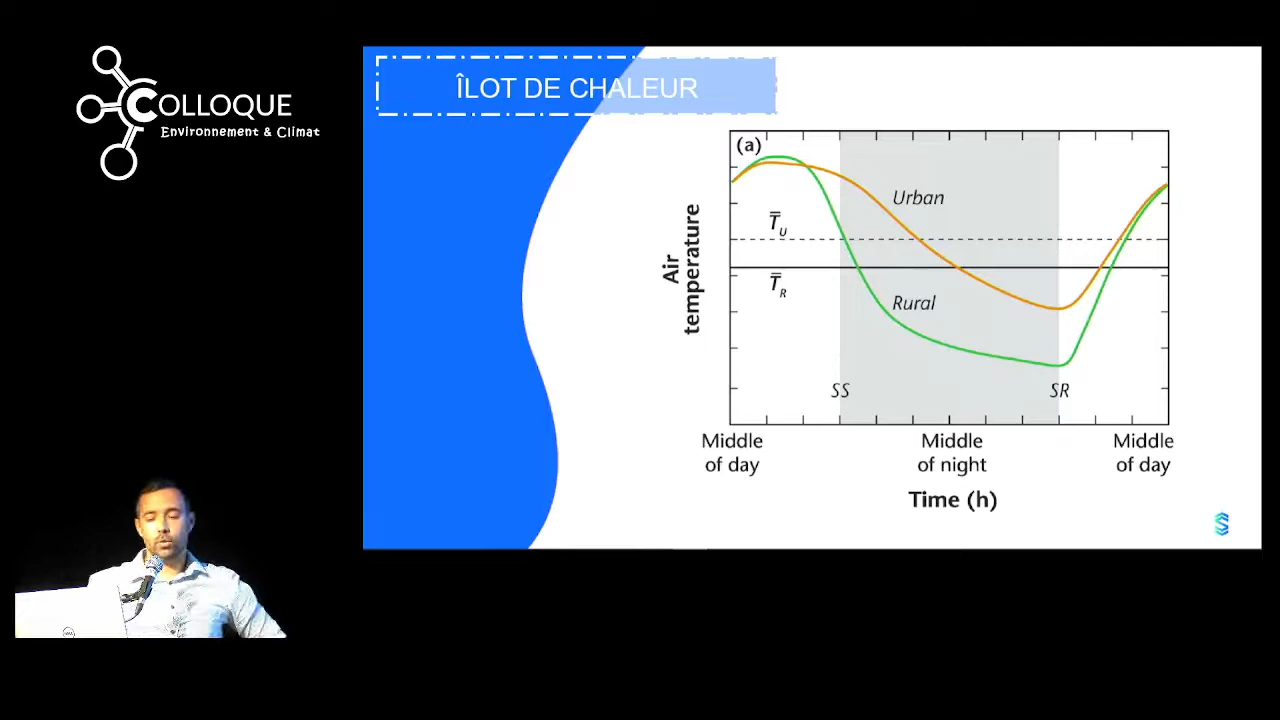 COLLOQUE
Environnement & Climat
ÎLOT DE CHALEUR
(a)
Urban
T̿U
T̿R
Rural
Air
temperature
SS
SR
Middle
of day
Middle
of night
Middle
of day
Time (h)